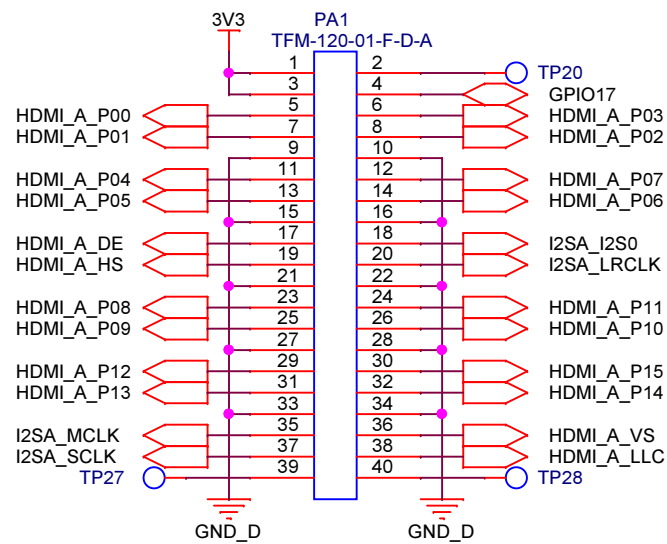 3V3 PA1
TFM-120-01-F-D-A
1 2 TP20
3 4 GPIO17
HDMI_A_P00 5 6 HDMI_A_P03
HDMI_A_P01 7 8 HDMI_A_P02
9 10
HDMI_A_P04 11 12 HDMI_A_P07
HDMI_A_P05 13 14 HDMI_A_P06
15 16
HDMI_A_DE 17 18 I2SA_I2S0
HDMI_A_HS 19 20 I2SA_LRCLK
21 22
HDMI_A_P08 23 24 HDMI_A_P11
HDMI_A_P09 25 26 HDMI_A_P10
27 28
HDMI_A_P12 29 30 HDMI_A_P15
HDMI_A_P13 31 32 HDMI_A_P14
33 34
I2SA_MCLK 35 36 HDMI_A_VS
I2SA_SCLK 37 38 HDMI_A_LLC
TP27 39 40 TP28
GND_D GND_D